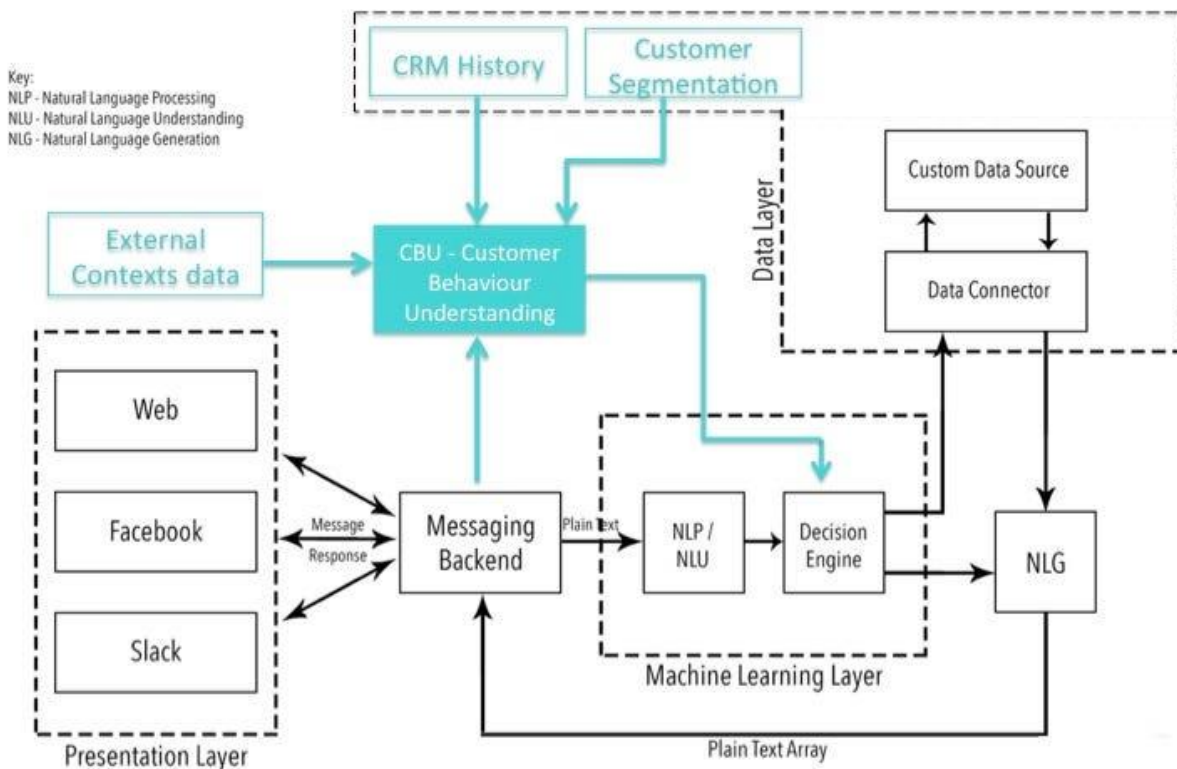 Key:
NLP - Natural Language Processing
NLU - Natural Language Understanding
NLG - Natural Language Generation
CRM History
Customer
Segmentation
External
Contexts data
CBU - Customer
Behaviour
Understanding
Data Layer
Custom Data Source
Data Connector
Web
Facebook
Slack
Presentation Layer
Message
Response
Messaging
Backend
Plain Text
NLP /
NLU
Decision
Engine
Machine Learning Layer
NLG
Plain Text Array